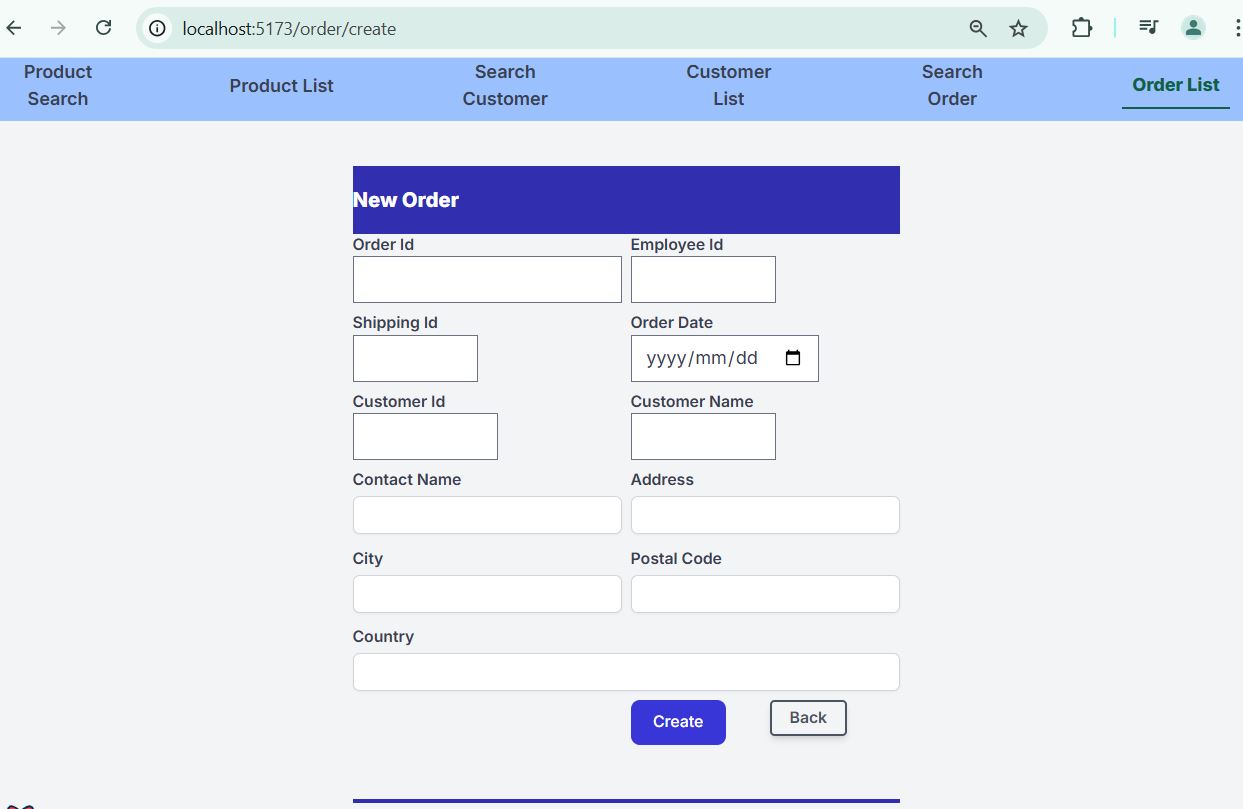 localhost:5173/order/create
Product
Search
Product List
Search
Customer
Customer
List
Search
Order
Order List
New Order
Order Id
Employee Id
Shipping Id
Order Date
yyyy/mm/dd
Customer Id
Customer Name
Contact Name
Address
City
Postal Code
Country
Create
Back